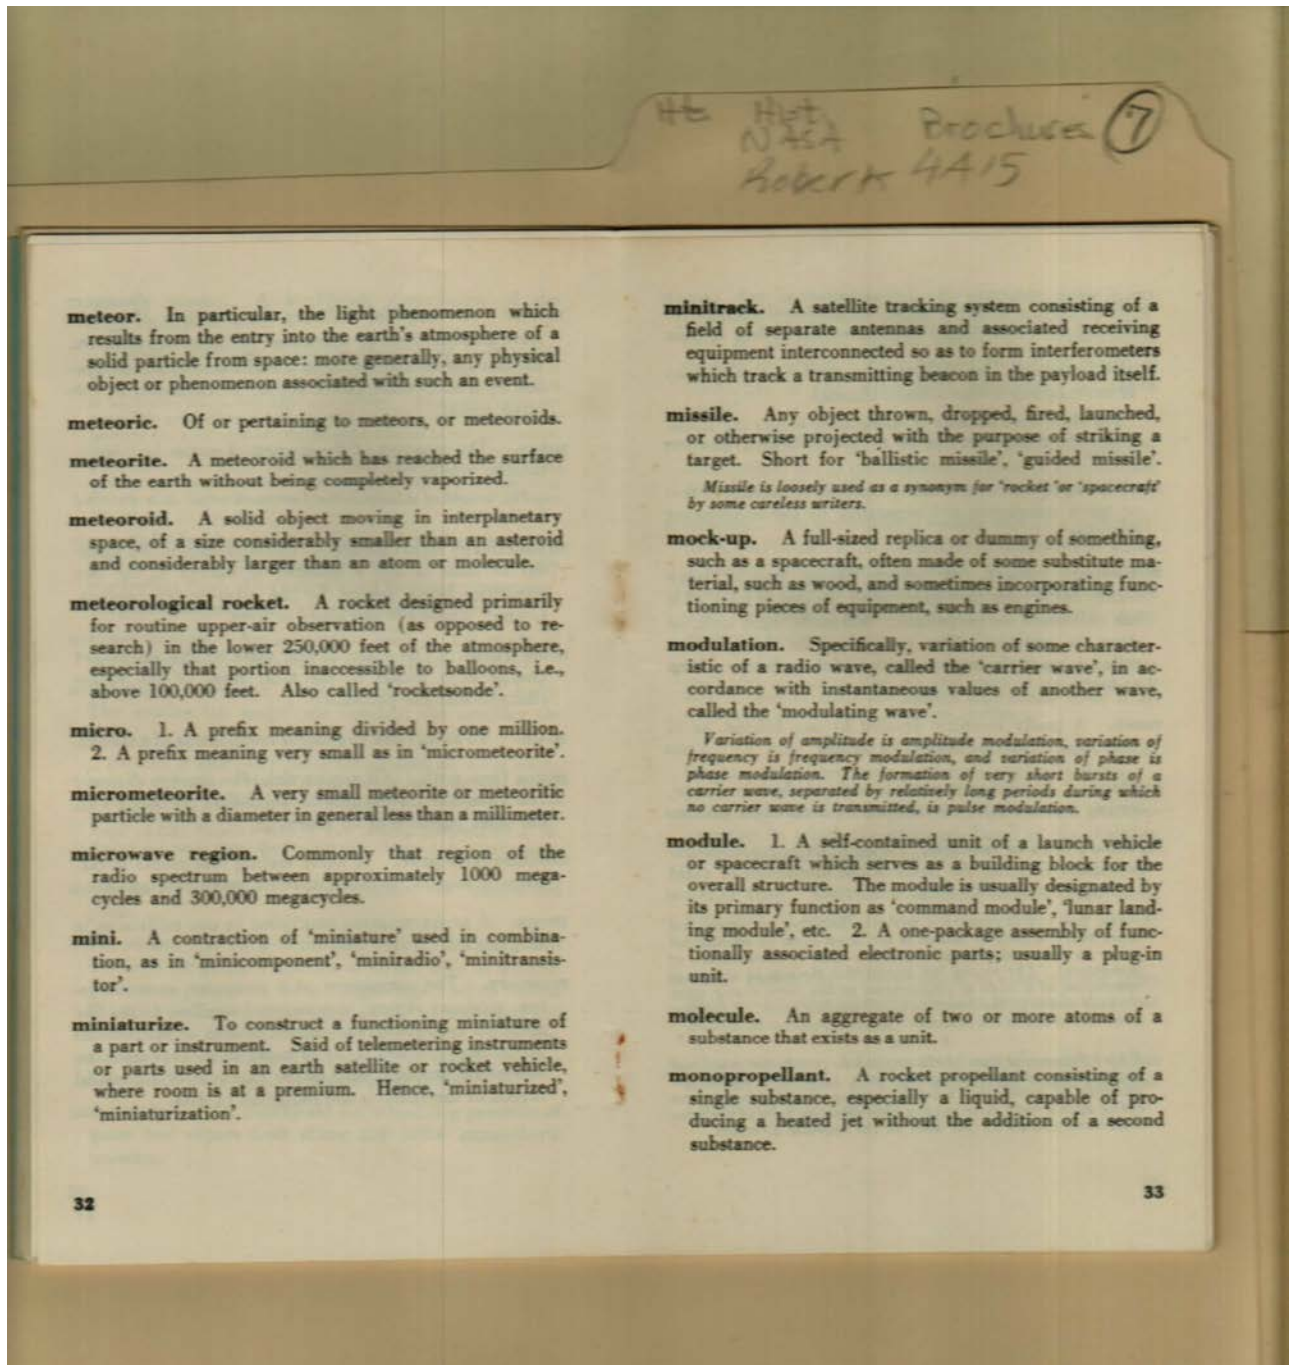 Hst. Brochures 7
NASA
Robert 4A15
meteor. In particular, the light phenomenon which
results from the entry into the earth's atmosphere of a
solid particle from space: more generally, any physical
object or phenomenon associated with such an event.
meteoric. Of or pertaining to meteors, or meteoroids.
meteorite. A meteoroid which has reached the surface
of the earth without being completely vaporized.
meteoroid. A solid object moving in interplanetary
space, of a size considerably smaller than an asteroid
and considerably larger than an atom or molecule.
meteorological rocket. A rocket designed primarily
for routine upper-air observation (as opposed to re-
search) in the lower 250,000 feet of the atmosphere,
especially that portion inaccessible to balloons, i.e.,
above 100,000 feet. Also called 'rocketsonde'.
micro. 1. A prefix meaning divided by one million.
2. A prefix meaning very small as in 'micrometeorite'.
micrometeorite. A very small meteorite or meteoritic
particle with a diameter in general less than a millimeter.
microwave region. Commonly that region of the
radio spectrum between approximately 1000 mega-
cycles and 300,000 megacycles.
mini. A contraction of 'miniature' used in combina-
tion, as in 'minicomponent', 'miniradio', 'minitransis-
tor'.
miniaturize. To construct a functioning miniature of
a part or instrument. Said of telemetering instruments
or parts used in an earth satellite or rocket vehicle,
where room is at a premium. Hence, 'miniaturized',
'miniaturization'.
32
minitrack. A satellite tracking system consisting of a
field of separate antennas and associated receiving
equipment interconnected so as to form interferometers
which track a transmitting beacon in the payload itself.
missile. Any object thrown, dropped, fired, launched,
or otherwise projected with the purpose of striking a
target. Short for 'ballistic missile', 'guided missile'.
Missile is loosely used as a synonym for 'rocket 'or 'spacecraft'
by some careless writers.
mock-up. A full-sized replica or dummy of something,
such as a spacecraft, often made of some substitute ma-
terial, such as wood, and sometimes incorporating func-
tioning pieces of equipment, such as engines.
modulation. Specifically, variation of some character-
istic of a radio wave, called the 'carrier wave', in ac-
cordance with instantaneous values of another wave,
called the 'modulating wave'.
Variation of amplitude is amplitude modulation, variation of
frequency is frequency modulation, and variation of phase is
phase modulation. The formation of very short bursts of a
carrier wave, separated by relatively long periods during which
no carrier wave is transmitted, is pulse modulation.
module. 1. A self-contained unit of a launch vehicle
or spacecraft which serves as a building block for the
overall structure. The module is usually designated by
its primary function as 'command module', 'lunar land-
ing module', etc. 2. A one-package assembly of func-
tionally associated electronic parts; usually a plug-in
unit.
molecule. An aggregate of two or more atoms of a
substance that exists as a unit.
monopropellant. A rocket propellant consisting of a
single substance, especially a liquid, capable of pro-
ducing a heated jet without the addition of a second
substance.
33